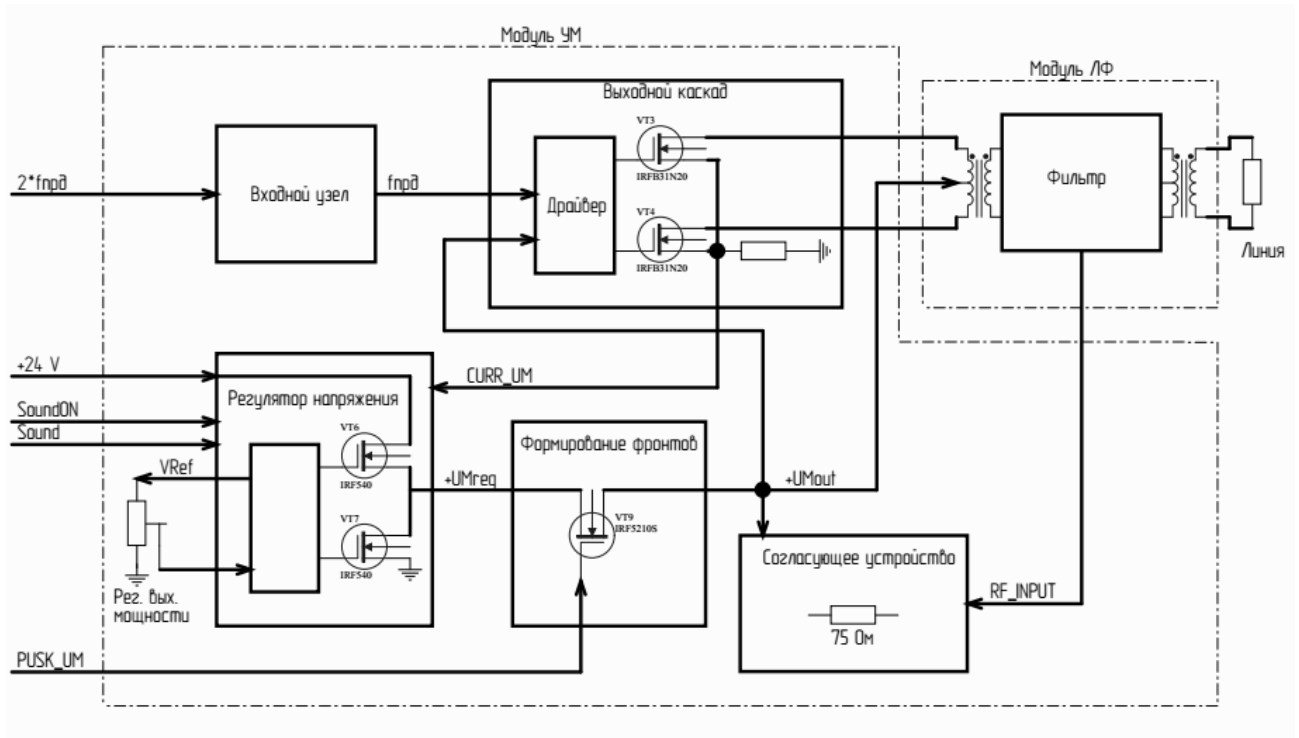 Модуль УМ
Модуль ЛФ
Выходной каскад
VT3
IRFB31N20
2*fпрд
Входной узел
fпрд
Драйвер
Фильтр
VT4
IRFB31N20
Линия
+24 V
CURR_UM
Регулятор напряжения
SoundON
Sound
VT6
IRF540
Формирование фронтов
VRef
+UMreq
+UMout
VT9
IRF5210S
VT7
IRF540
Согласующее устройство
Рег. вых.
мощности
RF_INPUT
75 Ом
PUSK_UM